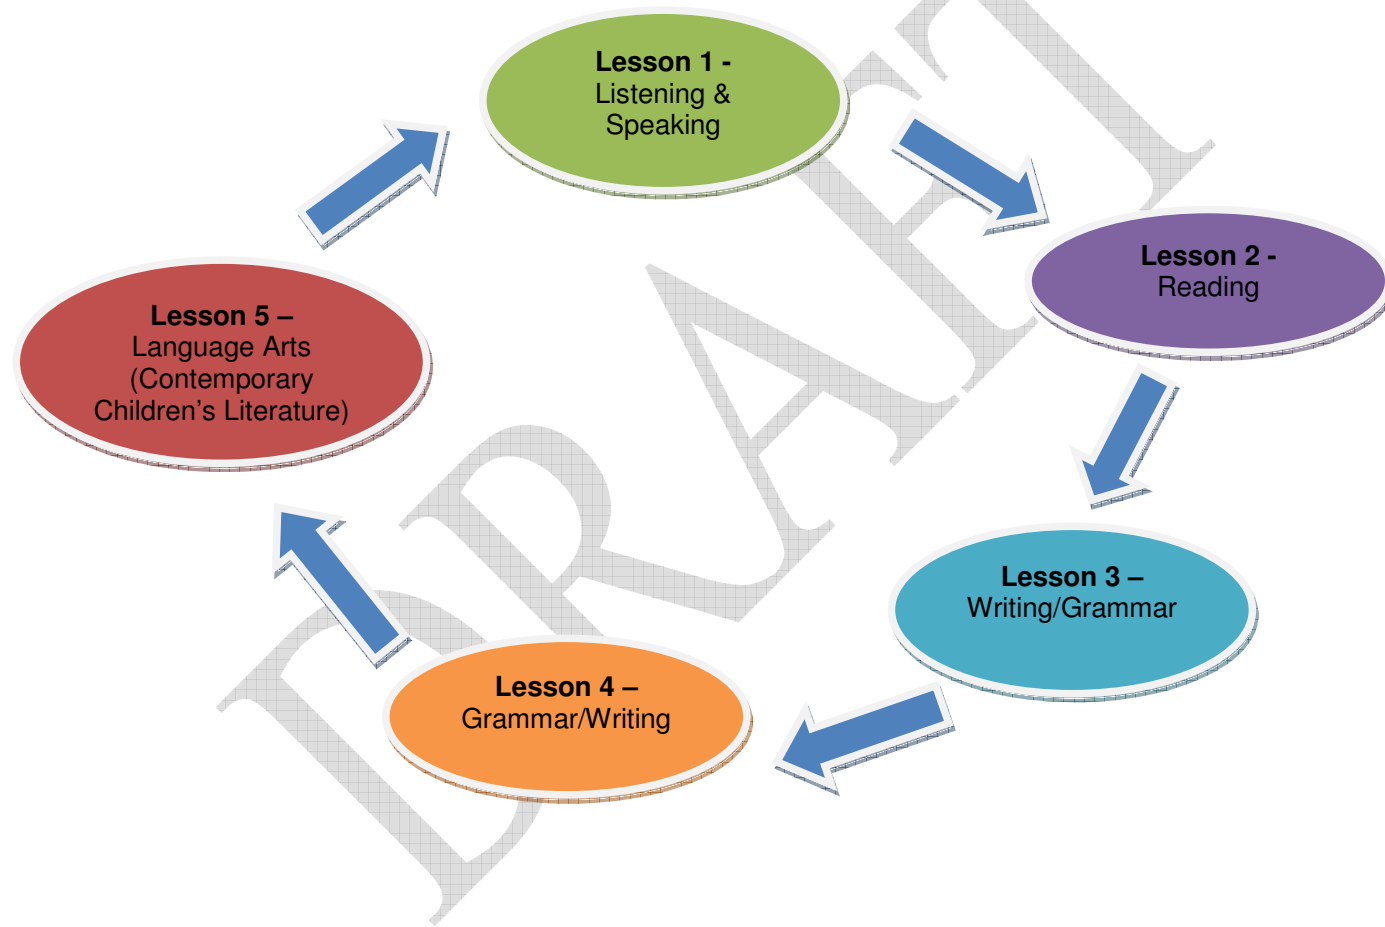 Lesson 1 -
Listening &
Speaking
Lesson 2 -
Reading
Lesson 3 –
Writing/Grammar
Lesson 4 –
Grammar/Writing
Lesson 5 –
Language Arts
(Contemporary
Children's Literature)
DRAFT